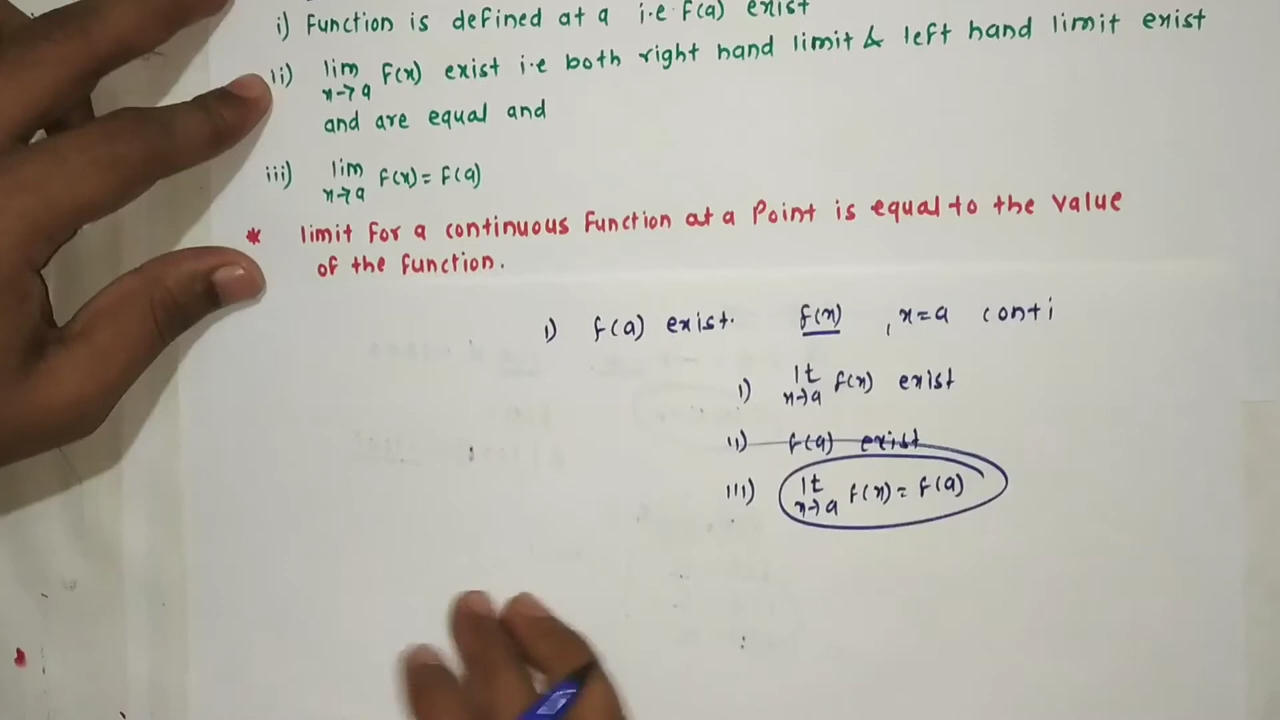 i) Function is defined at a i.e. f(a) exist
ii) lim x→a f(x) exist i.e both right hand limit & left hand limit exist
and are equal and
iii) lim x→a f(x) = f(a)
* limit for a continuous function at a point is equal to the value
of the function.
1) f(a) exist. f(x) , x=a conti
i) lt x→a f(x) exist
ii) f(a) exist
iii) lt x→a f(x) = f(a)